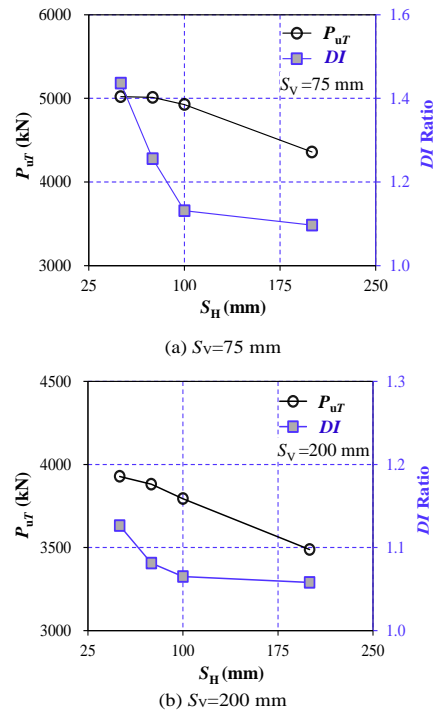 6000
5000
4000
3000
P_uT (kN)
1.6
1.4
1.2
1.0
DI Ratio
P_uT
DI
S_V =75 mm
25 100 175 250
S_H (mm)
(a) S_V=75 mm
4500
4000
3500
3000
P_uT (kN)
1.3
1.2
1.1
1.0
DI Ratio
P_uT
DI
S_V =200 mm
25 100 175 250
S_H (mm)
(b) S_V=200 mm